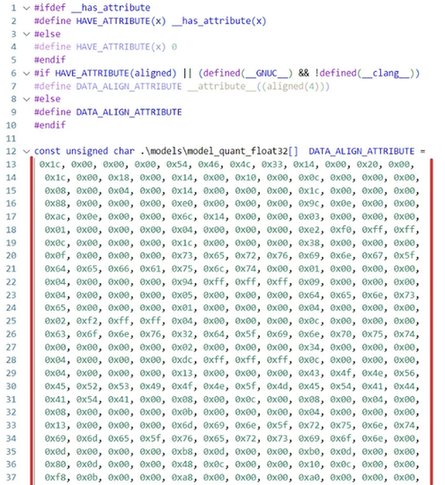 1 #ifdef __has_attribute
2 #define HAVE_ATTRIBUTE(x) __has_attribute(x)
3 #else
4 #define HAVE_ATTRIBUTE(x) 0
5 #endif
6 #if HAVE_ATTRIBUTE(aligned) || (defined(__GNUC__) && !defined(__clang__))
7 #define DATA_ALIGN_ATTRIBUTE __attribute__((aligned(4)))
8 #else
9 #define DATA_ALIGN_ATTRIBUTE
10 #endif
11
12 const unsigned char .\models\model_quant_float32[] DATA_ALIGN_ATTRIBUTE =
13 0x1c, 0x00, 0x00, 0x00, 0x54, 0x46, 0x4c, 0x33, 0x14, 0x00, 0x20, 0x00,
14 0x1c, 0x00, 0x18, 0x00, 0x14, 0x00, 0x10, 0x00, 0x0c, 0x00, 0x00, 0x00,
15 0x08, 0x00, 0x04, 0x00, 0x14, 0x00, 0x00, 0x00, 0x1c, 0x00, 0x00, 0x00,
16 0x88, 0x00, 0x00, 0x00, 0xe0, 0x00, 0x00, 0x00, 0x9c, 0x0e, 0x00, 0x00,
17 0xac, 0x0e, 0x00, 0x00, 0x6c, 0x14, 0x00, 0x00, 0x03, 0x00, 0x00, 0x00,
18 0x01, 0x00, 0x00, 0x00, 0x04, 0x00, 0x00, 0x00, 0xe2, 0xf0, 0xff, 0xff,
19 0x0c, 0x00, 0x00, 0x00, 0x1c, 0x00, 0x00, 0x00, 0x38, 0x00, 0x00, 0x00,
20 0x0f, 0x00, 0x00, 0x00, 0x73, 0x65, 0x72, 0x76, 0x69, 0x6e, 0x67, 0x5f,
21 0x64, 0x65, 0x66, 0x61, 0x75, 0x6c, 0x74, 0x00, 0x01, 0x00, 0x00, 0x00,
22 0x04, 0x00, 0x00, 0x00, 0x94, 0xff, 0xff, 0xff, 0x09, 0x00, 0x00, 0x00,
23 0x04, 0x00, 0x00, 0x00, 0x05, 0x00, 0x00, 0x00, 0x64, 0x65, 0x6e, 0x73,
24 0x65, 0x00, 0x00, 0x00, 0x01, 0x00, 0x00, 0x00, 0x04, 0x00, 0x00, 0x00,
25 0x02, 0xf2, 0xff, 0xff, 0x04, 0x00, 0x00, 0x00, 0x0c, 0x00, 0x00, 0x00,
26 0x63, 0x6f, 0x6e, 0x76, 0x32, 0x64, 0x5f, 0x69, 0x6e, 0x70, 0x75, 0x74,
27 0x00, 0x00, 0x00, 0x00, 0x02, 0x00, 0x00, 0x00, 0x34, 0x00, 0x00, 0x00,
28 0x04, 0x00, 0x00, 0x00, 0xdc, 0xff, 0xff, 0xff, 0x0c, 0x00, 0x00, 0x00,
29 0x04, 0x00, 0x00, 0x00, 0x13, 0x00, 0x00, 0x00, 0x43, 0x4f, 0x4e, 0x56,
30 0x45, 0x52, 0x53, 0x49, 0x4f, 0x4e, 0x5f, 0x4d, 0x45, 0x54, 0x41, 0x44,
31 0x41, 0x54, 0x41, 0x00, 0x08, 0x00, 0x0c, 0x00, 0x08, 0x00, 0x04, 0x00,
32 0x08, 0x00, 0x00, 0x00, 0x0b, 0x00, 0x00, 0x00, 0x04, 0x00, 0x00, 0x00,
33 0x13, 0x00, 0x00, 0x00, 0x6d, 0x69, 0x6e, 0x5f, 0x72, 0x75, 0x6e, 0x74,
34 0x69, 0x6d, 0x65, 0x5f, 0x76, 0x65, 0x72, 0x73, 0x69, 0x6f, 0x6e, 0x00,
35 0x0d, 0x00, 0x00, 0x00, 0xb8, 0x0d, 0x00, 0x00, 0xb0, 0x0d, 0x00, 0x00,
36 0x80, 0x0d, 0x00, 0x00, 0x48, 0x0c, 0x00, 0x00, 0x10, 0x0c, 0x00, 0x00,
37 0xf8, 0x0b, 0x00, 0x00, 0xa8, 0x00, 0x00, 0x00, 0xa0, 0x00, 0x00, 0x00,